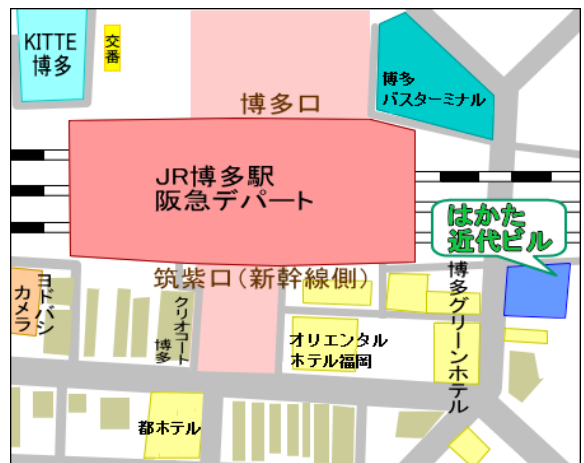 KITTE
博多
交番
博多
バスターミナル
博多口
JR博多駅
阪急デパート
はかた
近代ビル
筑紫口(新幹線側)
ヨドバシ
カメラ
クリオコート
博多
オリエンタル
ホテル福岡
博多グリーンホテル
都ホテル